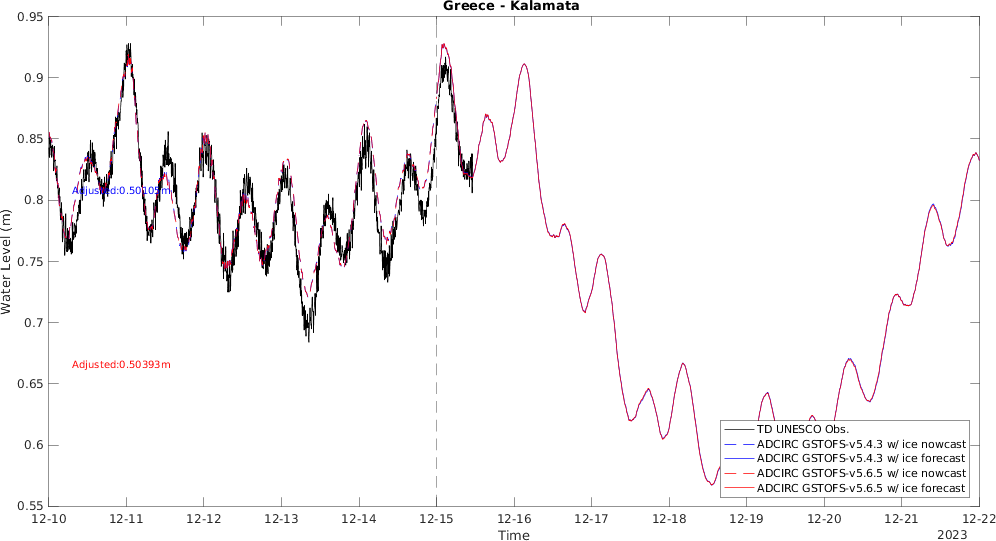 Greece - Kalamata
0.95
0.9
0.85
0.8
0.75
0.7
0.65
0.6
0.55
Water Level (m)
Adjusted:0.50105m
Adjusted:0.50393m
TD UNESCO Obs.
ADCIRC GSTOFS-v5.4.3 w/ ice nowcast
ADCIRC GSTOFS-v5.4.3 w/ ice forecast
ADCIRC GSTOFS-v5.6.5 w/ ice nowcast
ADCIRC GSTOFS-v5.6.5 w/ ice forecast
12-10 12-11 12-12 12-13 12-14 12-15 12-16 12-17 12-18 12-19 12-20 12-21 12-22
Time
2023